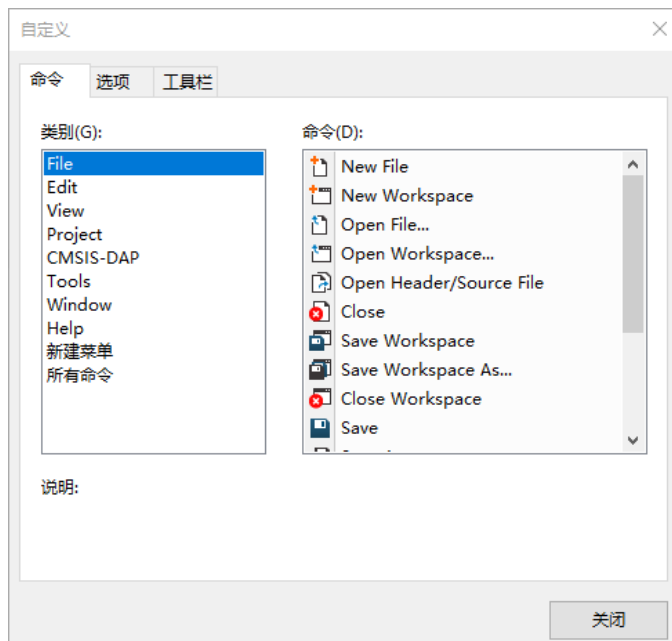 自定义
命令 选项 工具栏
类别(G):
File
Edit
View
Project
CMSIS-DAP
Tools
Window
Help
新建菜单
所有命令
命令(D):
New File
New Workspace
Open File...
Open Workspace...
Open Header/Source File
Close
Save Workspace
Save Workspace As...
Close Workspace
Save
说明:
关闭